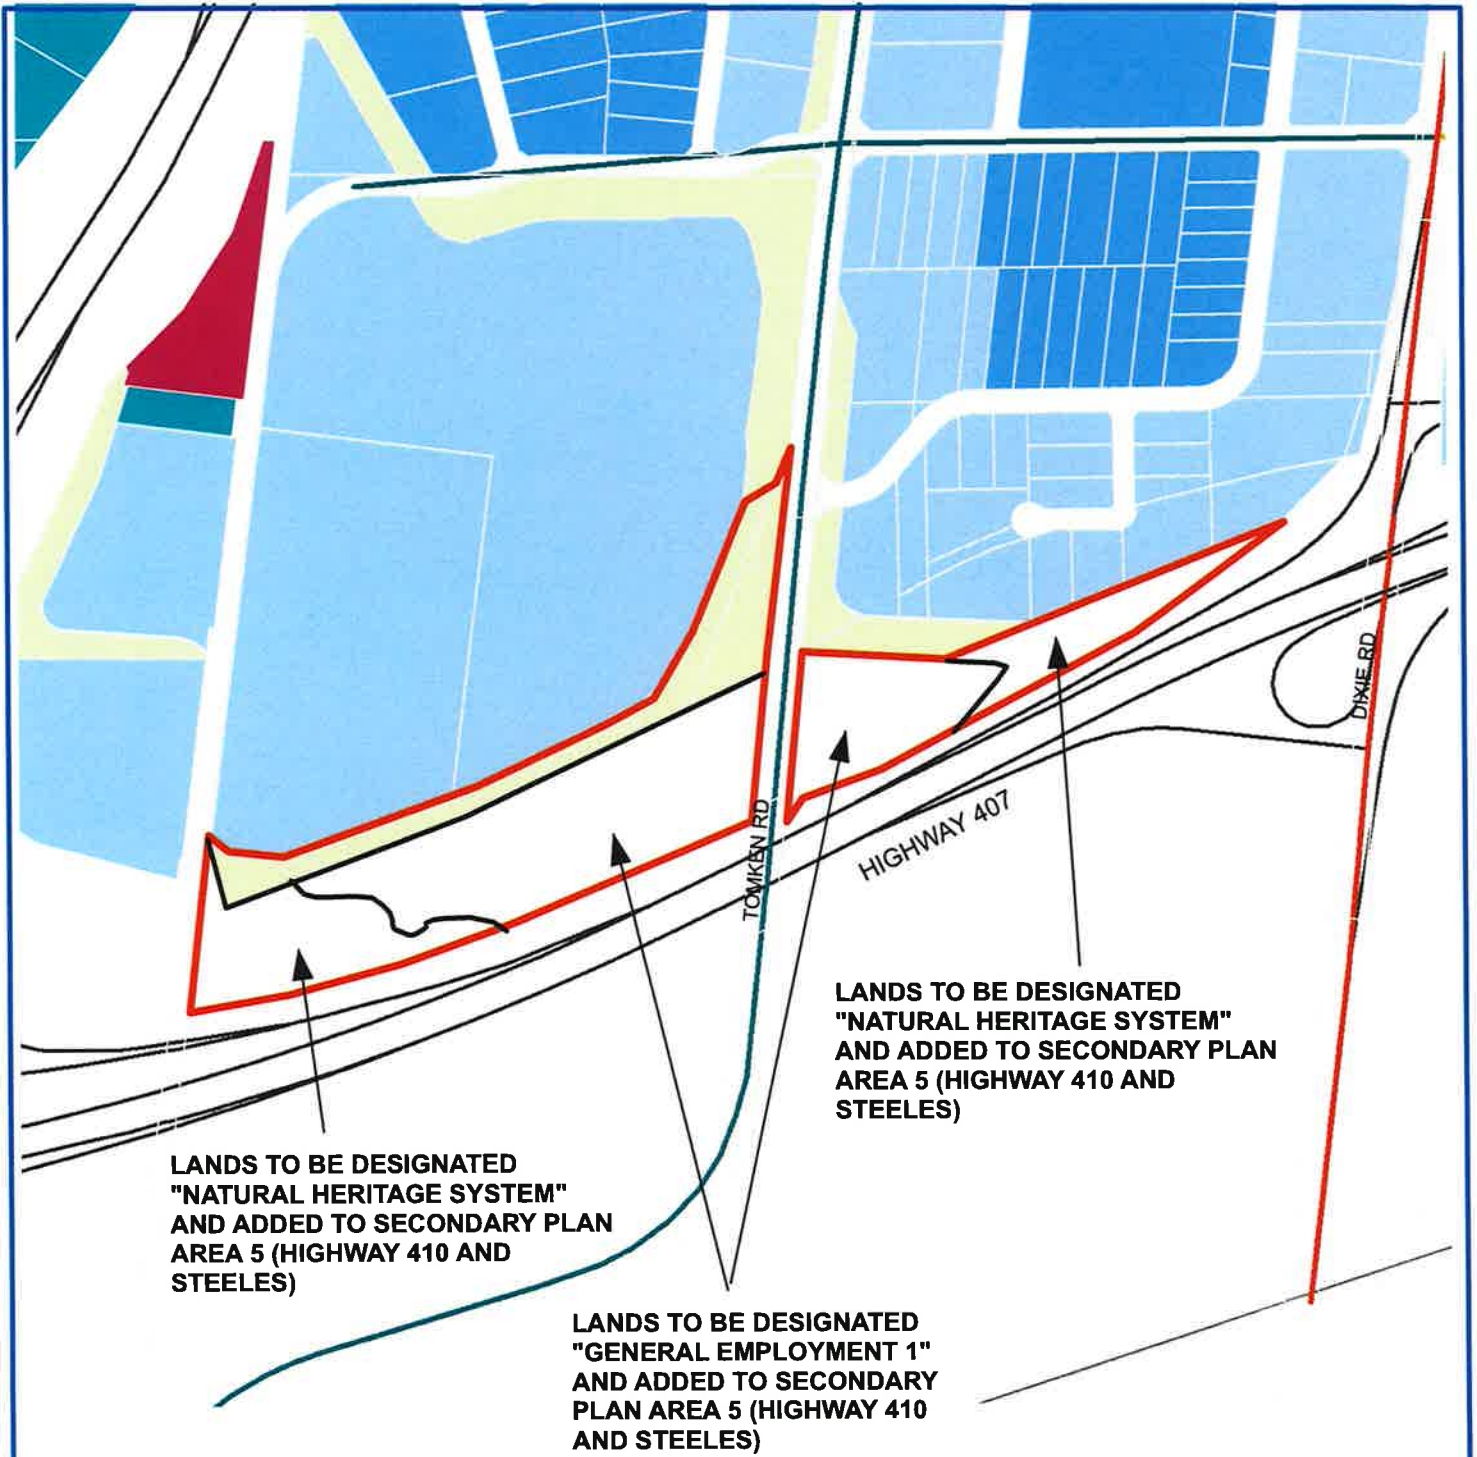 DIXIE RD
TOMKEN RD
HIGHWAY 407
LANDS TO BE DESIGNATED
"NATURAL HERITAGE SYSTEM"
AND ADDED TO SECONDARY PLAN
AREA 5 (HIGHWAY 410 AND
STEELES)
LANDS TO BE DESIGNATED
"NATURAL HERITAGE SYSTEM"
AND ADDED TO SECONDARY PLAN
AREA 5 (HIGHWAY 410 AND
STEELES)
LANDS TO BE DESIGNATED
"GENERAL EMPLOYMENT 1"
AND ADDED TO SECONDARY
PLAN AREA 5 (HIGHWAY 410
AND STEELES)